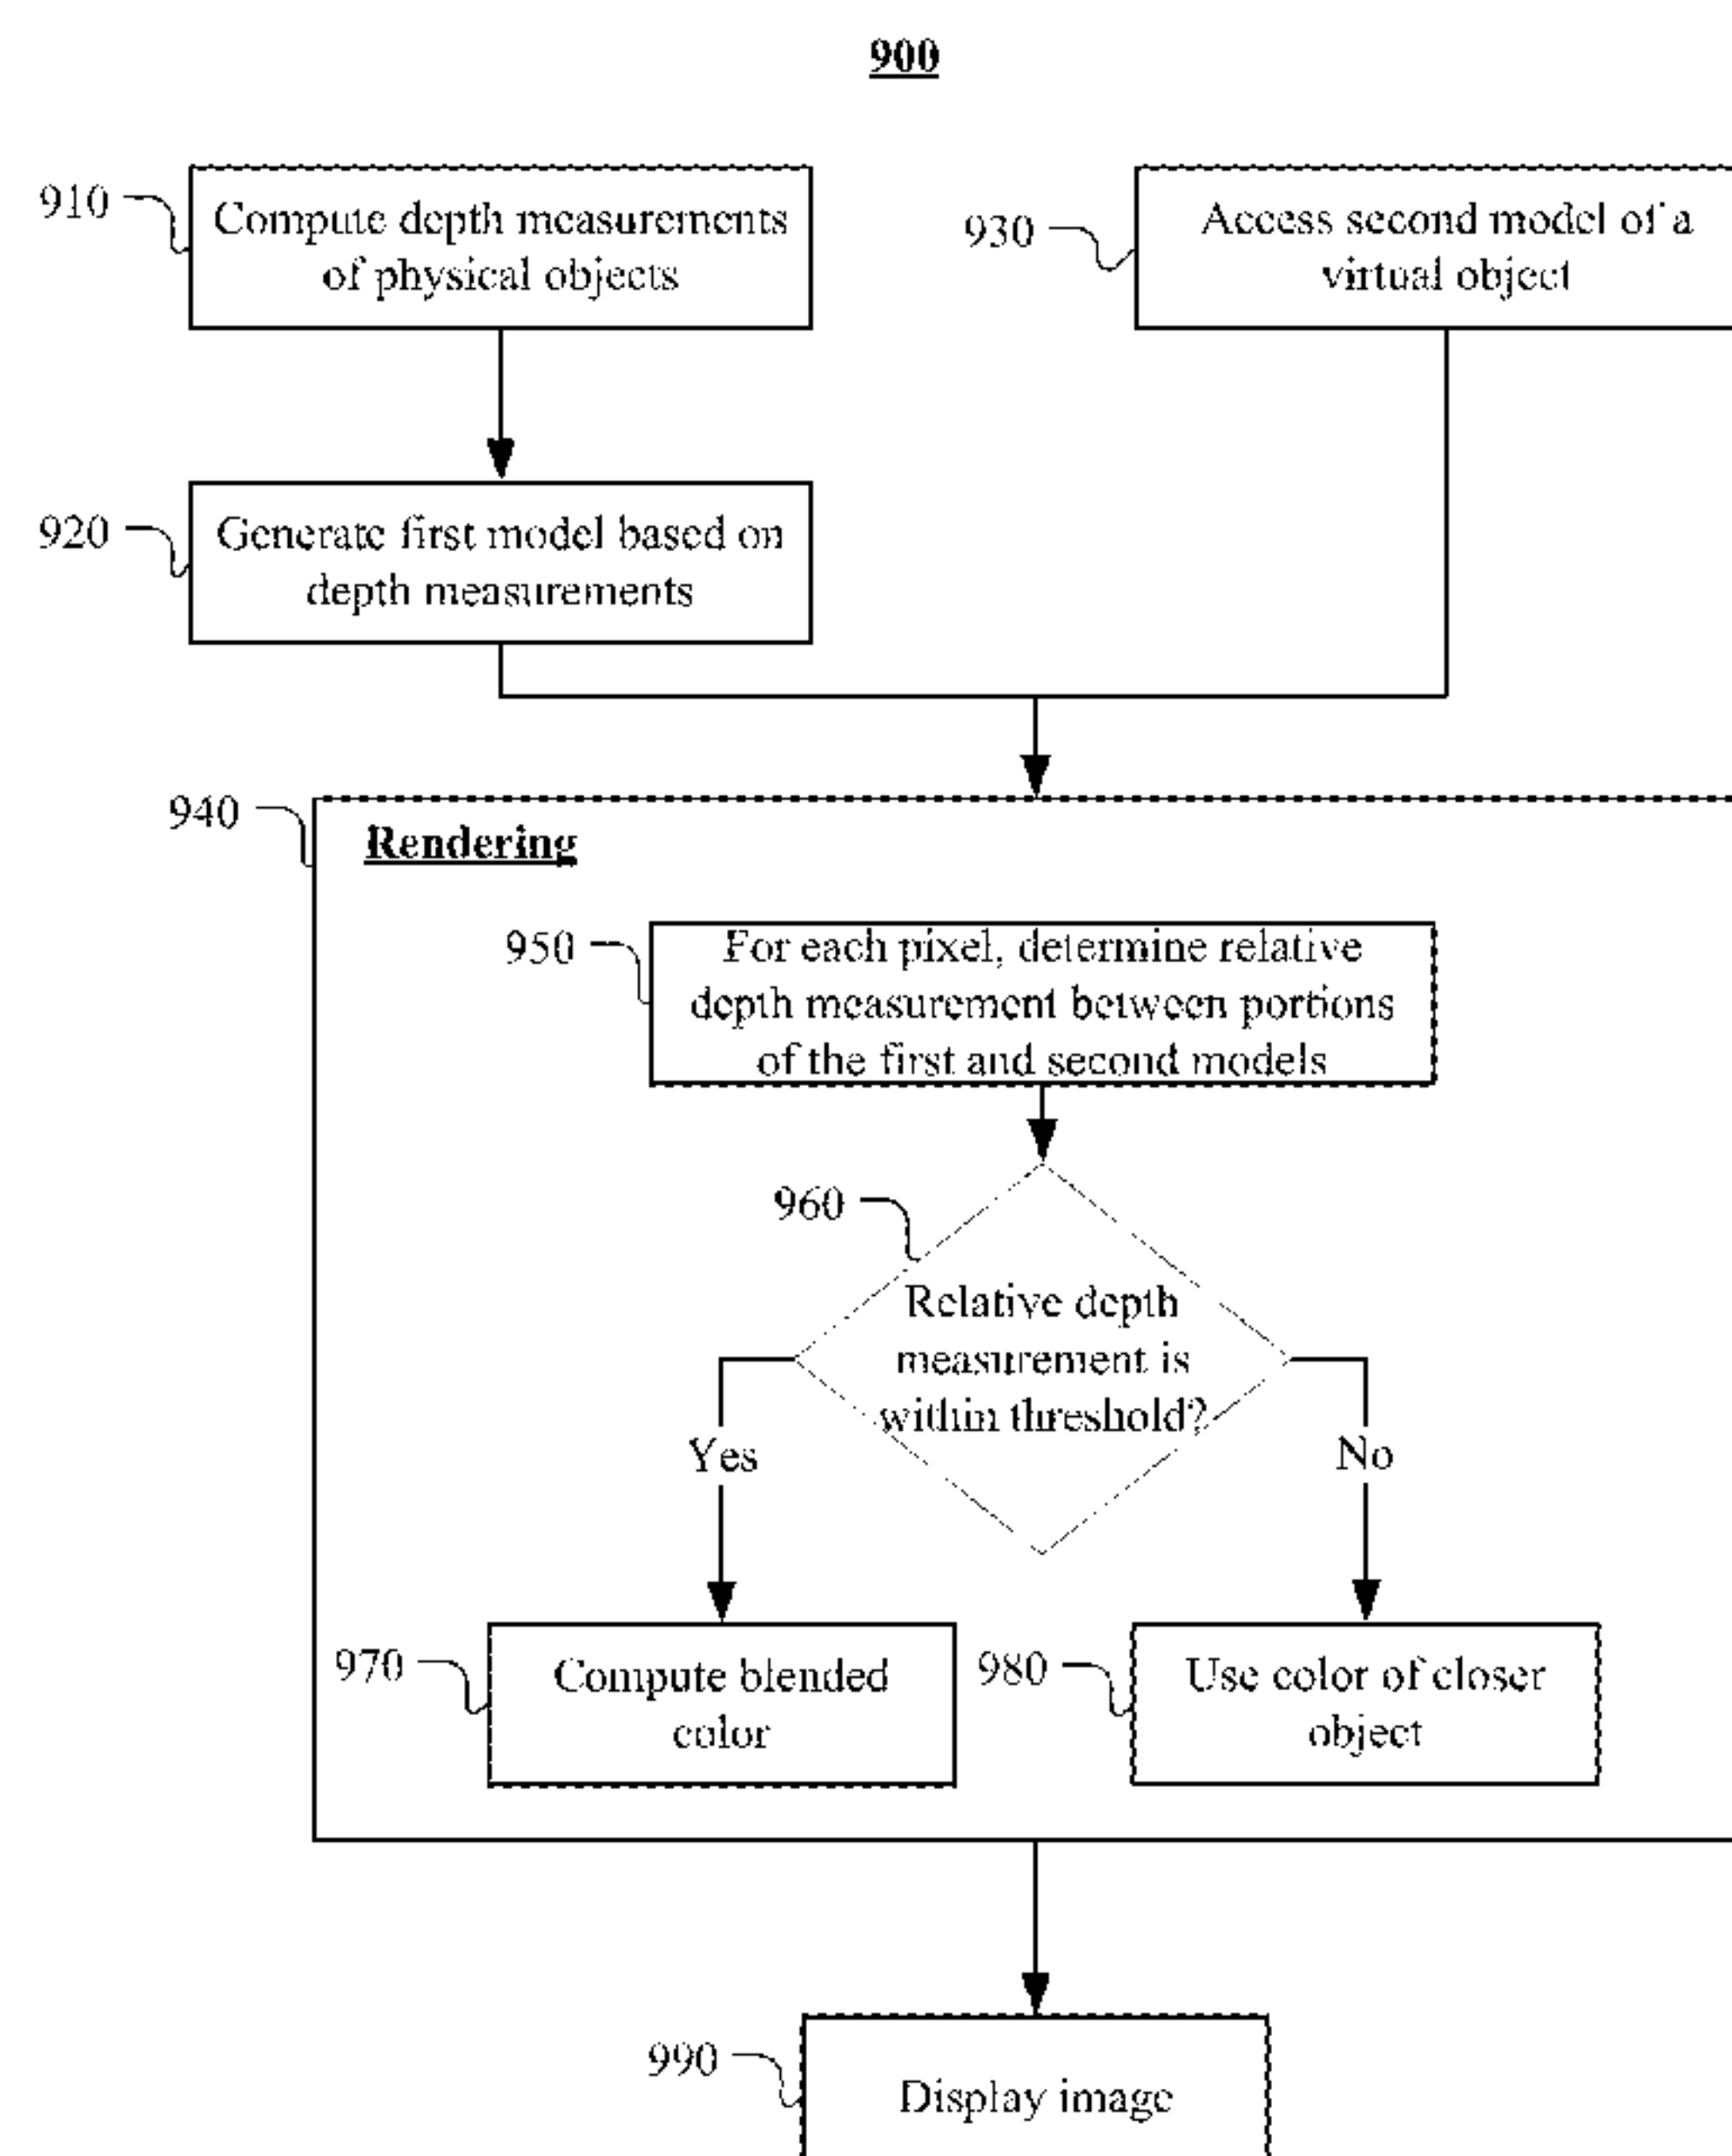 900
910
Compute depth measurements
of physical objects
930
Access second model of a
virtual object
920
Generate first model based on
depth measurements
940
Rendering
950
For each pixel, determine relative
depth measurement between portions
of the first and second models
960
Relative depth
measurement is
within threshold?
Yes
No
970
Compute blended
color
980
Use color of closer
object
990
Display image